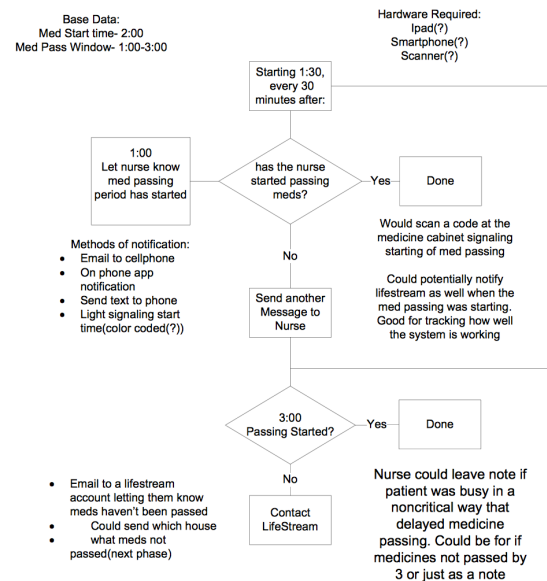 Base Data:
Med Start time- 2:00
Med Pass Window- 1:00-3:00
Hardware Required:
Ipad(?)
Smartphone(?)
Scanner(?)
Starting 1:30,
every 30
minutes after:
1:00
Let nurse know
med passing
period has started
has the nurse
started passing
meds?
Yes
Done
Would scan a code at the
medicine cabinet signaling
starting of med passing
Could potentially notify
lifestream as well when the
med passing was starting.
Good for tracking how well
the system is working
Methods of notification:
• Email to cellphone
• On phone app
notification
• Send text to phone
• Light signaling start
time(color coded(?))
No
Send another
Message to
Nurse
3:00
Passing Started?
Yes
Done
No
Contact
LifeStream
• Email to a lifestream
account letting them know
meds haven't been passed
• Could send which house
• what meds not
passed(next phase)
Nurse could leave note if
patient was busy in a
noncritical way that
delayed medicine
passing. Could be for if
medicines not passed by
3 or just as a note